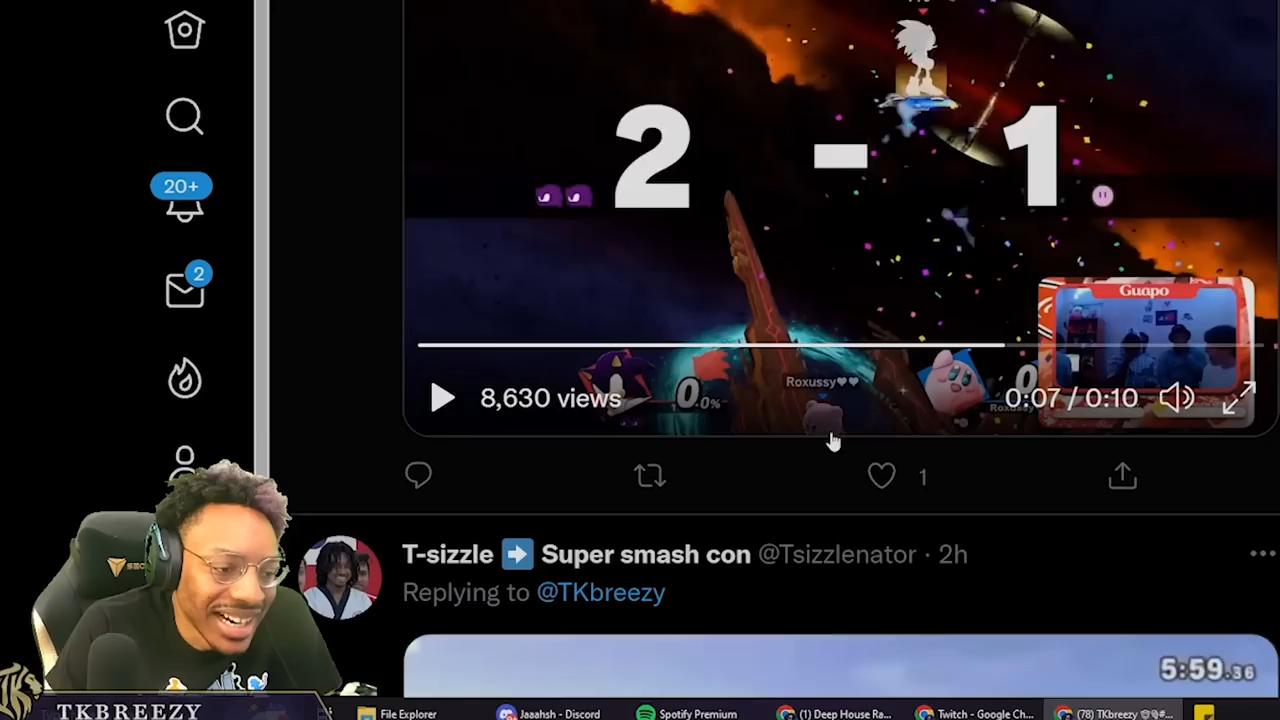 2 - 1
20+
2
Guapo
Roxussy♥♥
0.0%
0
8,630 views
0:07 / 0:10
1
T-sizzle ➡ Super smash con @Tsizzlenator · 2h
Replying to @TKbreezy
5:59.36
TKBREEZY
File Explorer
Jaaahsh - Discord
Spotify Premium
(1) Deep House Ra...
Twitch - Google Ch...
(78) TKbreezy